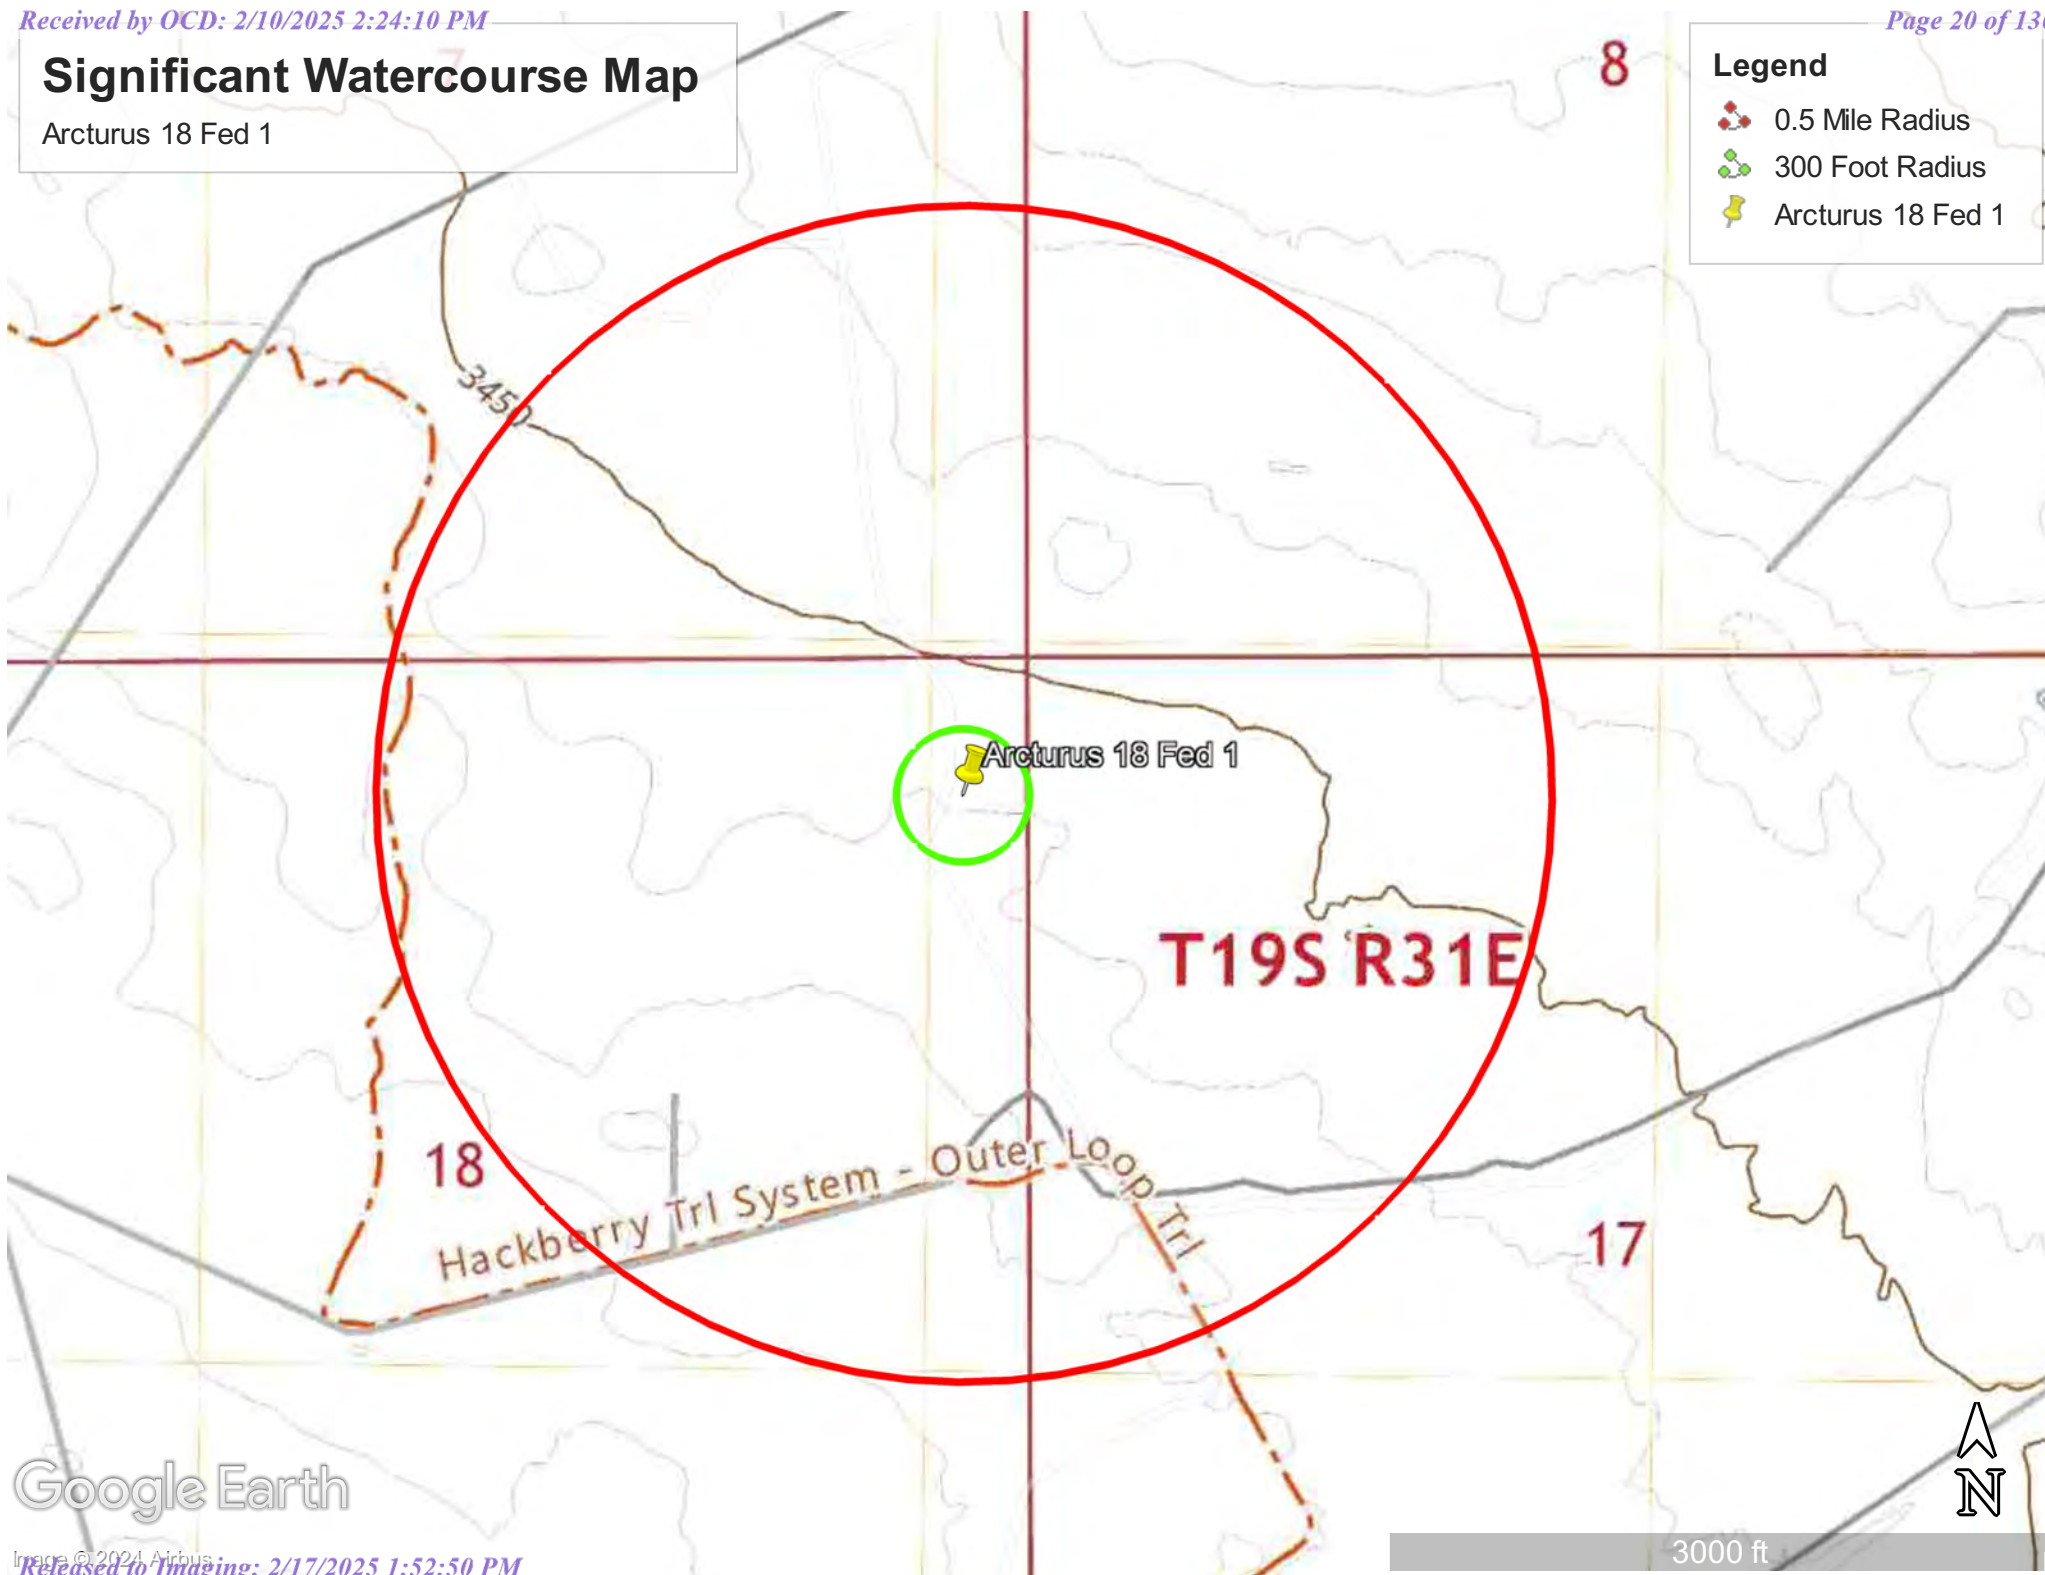 Received by OCD: 2/10/2025 2:24:10 PM
Page 20 of 13
Significant Watercourse Map
Arcturus 18 Fed 1
7
8
Legend
0.5 Mile Radius
300 Foot Radius
Arcturus 18 Fed 1
3450
Arcturus 18 Fed 1
T19S R31E
18
Hackberry Trl System - Outer Loop Trl
17
Google Earth
N
3000 ft
Image © 2024 Airbus
Released to Imaging: 2/17/2025 1:52:50 PM